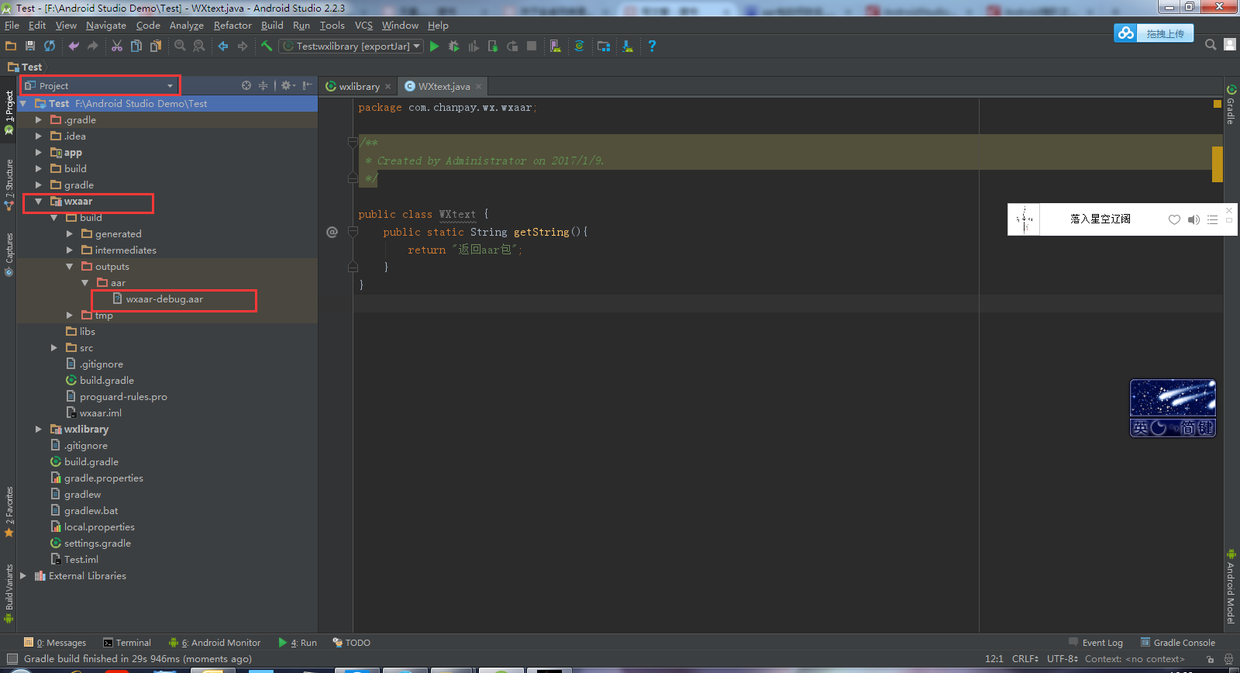 Test - [F:\Android Studio Demo\Test] - WXtext.java - Android Studio 2.2.3
File Edit View Navigate Code Analyze Refactor Build Run Tools VCS Window Help
Test:wxlibrary [exportJar]
拖拽上传
Test
Project
wxlibrary
WXtext.java
1: Project
7: Structure
Captures
2: Favorites
Build Variants
Test F:\Android Studio Demo\Test
.gradle
.idea
app
build
gradle
wxaar
build
generated
intermediates
outputs
aar
wxaar-debug.aar
tmp
libs
src
.gitignore
build.gradle
proguard-rules.pro
wxaar.iml
wxlibrary
.gitignore
build.gradle
gradle.properties
gradlew
gradlew.bat
local.properties
settings.gradle
Test.iml
External Libraries
package com.chanpay.wx.wxaar;
/**
* Created by Administrator on 2017/1/9.
*/
public class WXtext {
@
public static String getString(){
return "返回aar包";
}
}
落入星空辽阔
英 简 键
Gradle
Android Model
0: Messages
Terminal
6: Android Monitor
4: Run
TODO
Event Log
Gradle Console
Gradle build finished in 29s 946ms (moments ago)
12:1 CRLF UTF-8 Context: <no context>